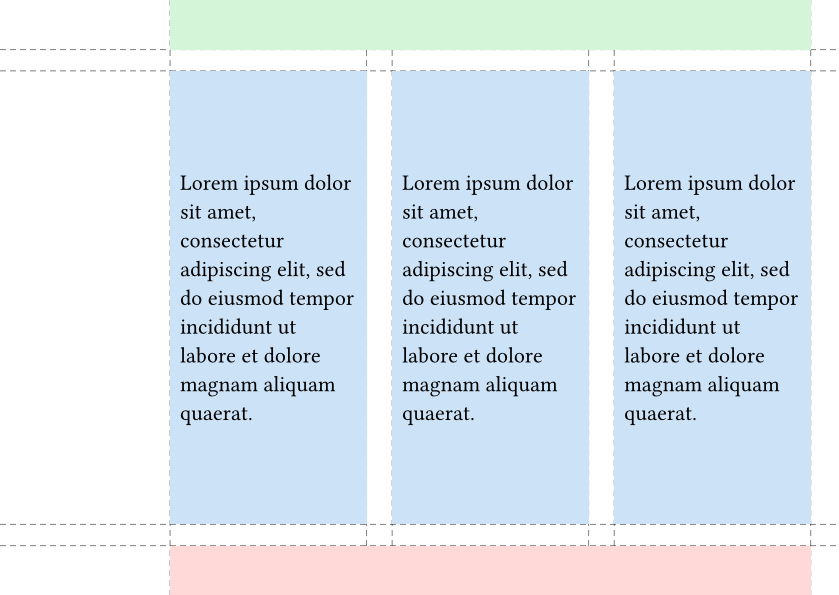 Lorem ipsum dolor
sit amet,
consectetur
adipiscing elit, sed
do eiusmod tempor
incididunt ut
labore et dolore
magnam aliquam
quaerat.
Lorem ipsum dolor
sit amet,
consectetur
adipiscing elit, sed
do eiusmod tempor
incididunt ut
labore et dolore
magnam aliquam
quaerat.
Lorem ipsum dolor
sit amet,
consectetur
adipiscing elit, sed
do eiusmod tempor
incididunt ut
labore et dolore
magnam aliquam
quaerat.